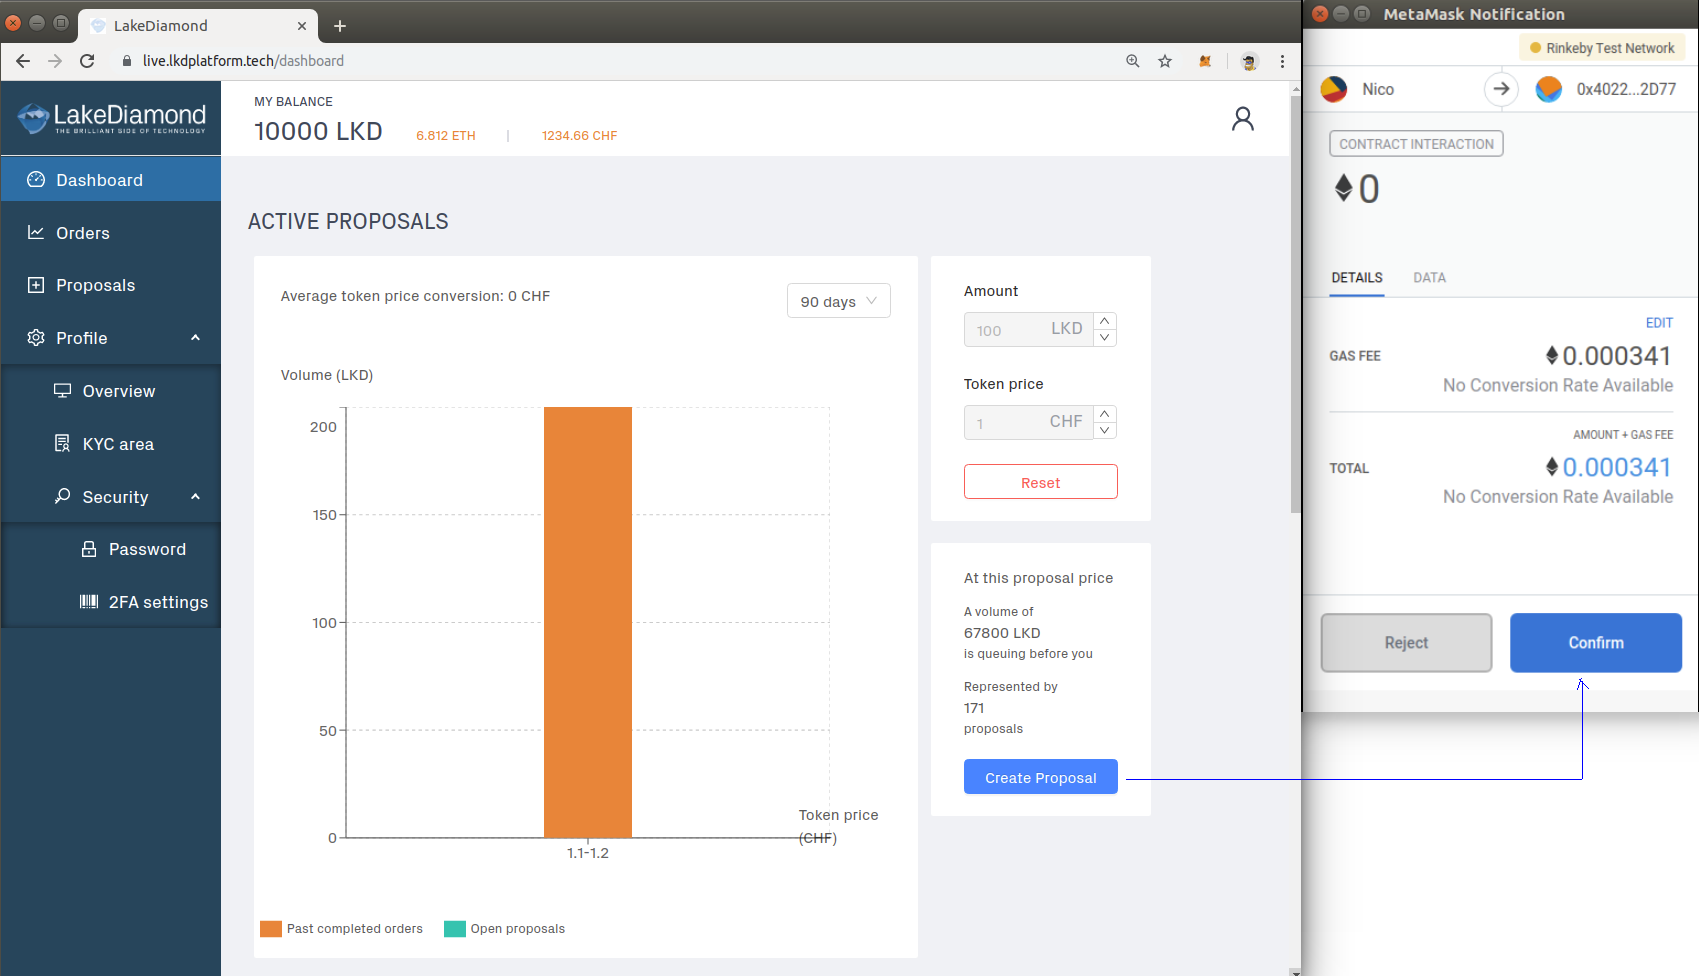 LakeDiamond
live.lkdplatform.tech/dashboard
LakeDiamond
THE BRILLIANT SIDE OF TECHNOLOGY
Dashboard
Orders
Proposals
Profile
Overview
KYC area
Security
Password
2FA settings
MY BALANCE
10000 LKD
6.812 ETH | 1234.66 CHF
ACTIVE PROPOSALS
Average token price conversion: 0 CHF
90 days
Volume (LKD)
200
150
100
50
0
1.1-1.2
Token price
(CHF)
Past completed orders
Open proposals
Amount
100 LKD
Token price
1 CHF
Reset
At this proposal price
A volume of
67800 LKD
is queuing before you
Represented by
171
proposals
Create Proposal
MetaMask Notification
Rinkeby Test Network
Nico
0x4022...2D77
CONTRACT INTERACTION
0
DETAILS
DATA
EDIT
GAS FEE
0.000341
No Conversion Rate Available
AMOUNT + GAS FEE
TOTAL
0.000341
No Conversion Rate Available
Reject
Confirm